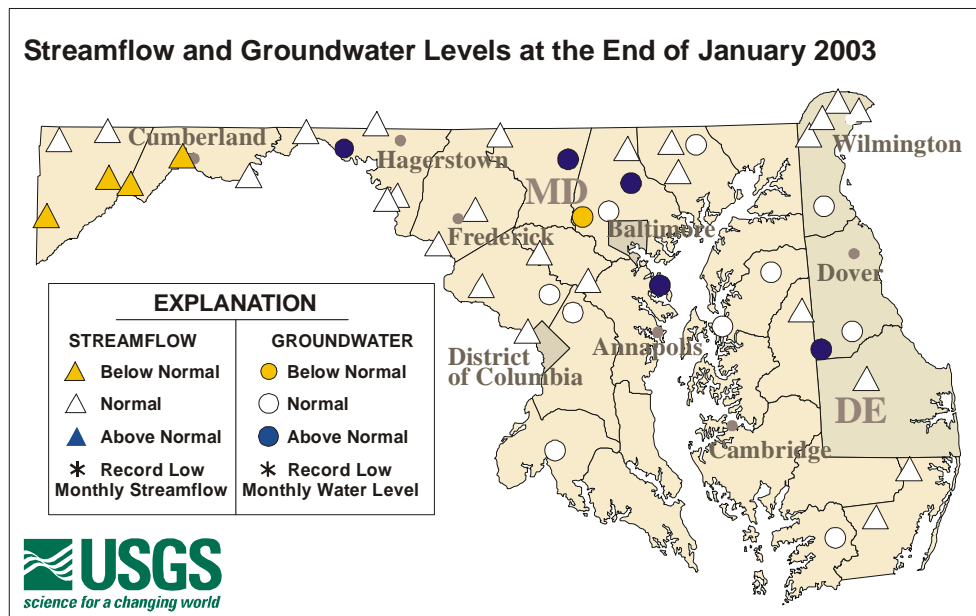 Streamflow and Groundwater Levels at the End of January 2003
Cumberland
Hagerstown
Wilmington
MD
Frederick
Baltimore
Dover
EXPLANATION
STREAMFLOW
GROUNDWATER
Below Normal
Below Normal
Normal
Normal
Above Normal
Above Normal
Record Low
Monthly Streamflow
Record Low
Monthly Water Level
District
of Columbia
Annapolis
DE
Cambridge
USGS
science for a changing world